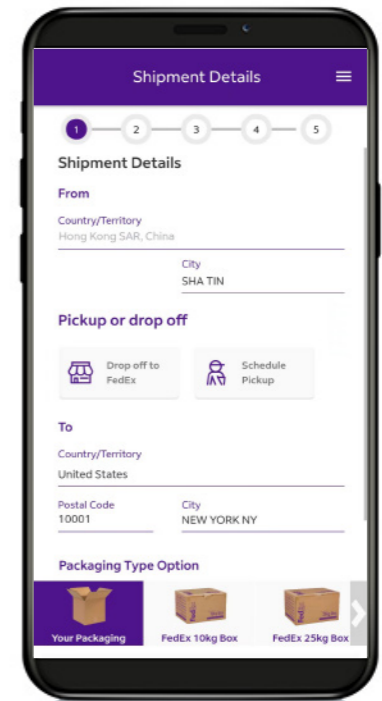 Shipment Details
1 2 3 4 5
Shipment Details
From
Country/Territory
Hong Kong SAR, China
City
SHA TIN
Pickup or drop off
Drop off to
FedEx
Schedule
Pickup
To
Country/Territory
United States
Postal Code
10001
City
NEW YORK NY
Packaging Type Option
Your Packaging
FedEx 10kg Box
FedEx 25kg Box